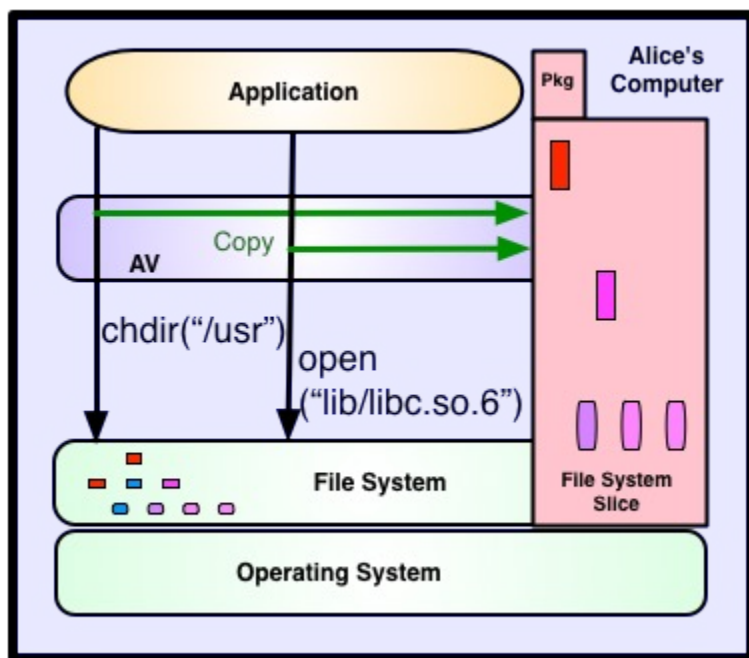 Application
Pkg
Alice's
Computer
Copy
AV
chdir(“/usr”)
open
(“lib/libc.so.6”)
File System
File System
Slice
Operating System